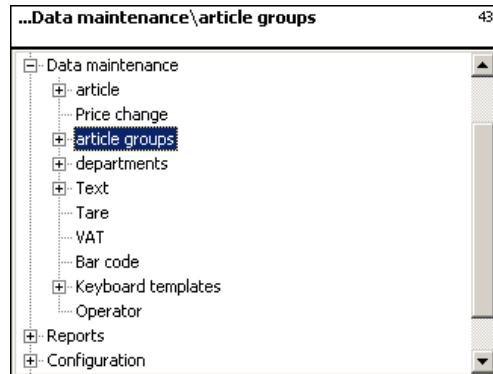 ...Data maintenance\article groups 43
Data maintenance
article
Price change
article groups
departments
Text
Tare
VAT
Bar code
Keyboard templates
Operator
Reports
Configuration